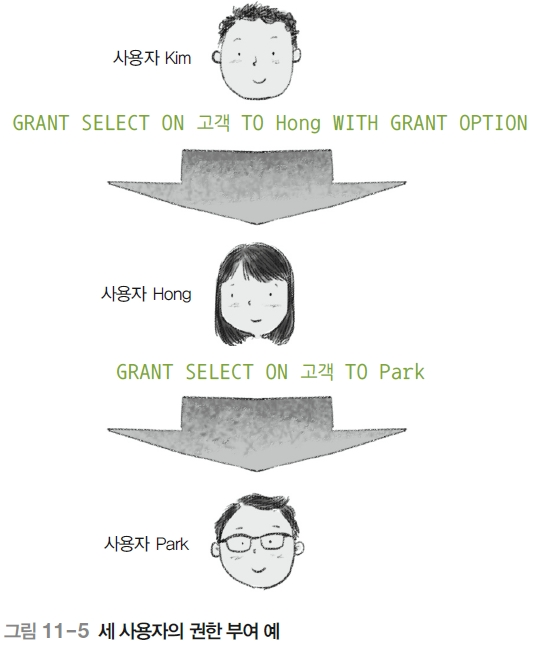 사용자 Kim
GRANT SELECT ON 고객 TO Hong WITH GRANT OPTION
사용자 Hong
GRANT SELECT ON 고객 TO Park
사용자 Park
그림 11-5 세 사용자의 권한 부여 예